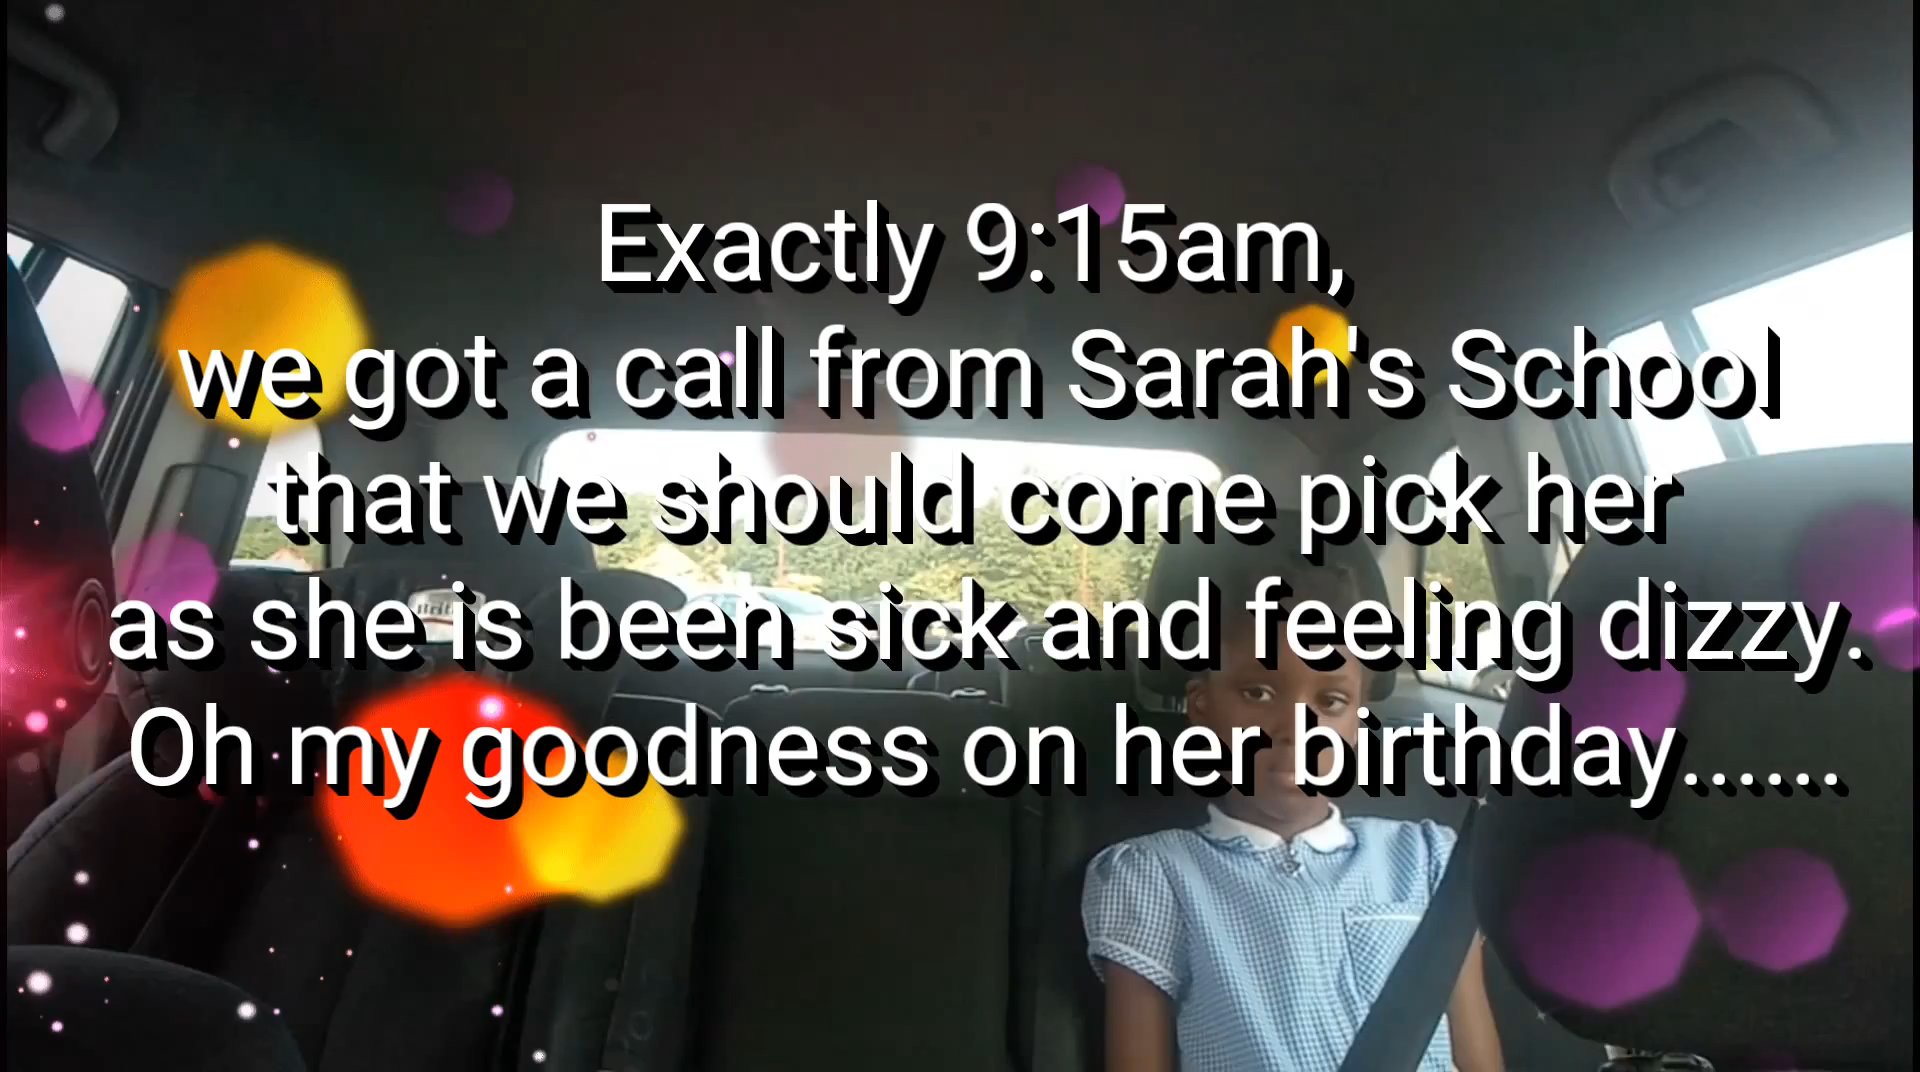 Exactly 9:15am,
we got a call from Sarah's School
that we should come pick her
as she is been sick and feeling dizzy.
Oh my goodness on her birthday......